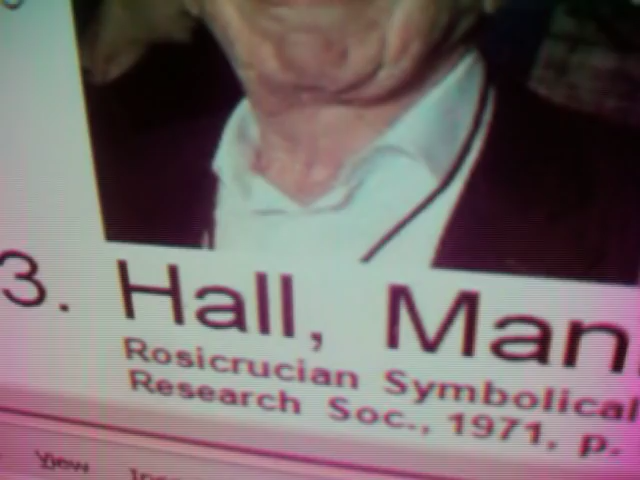 3. Hall, Man
Rosicrucian Symbolical
Research Soc., 1971, p.
View